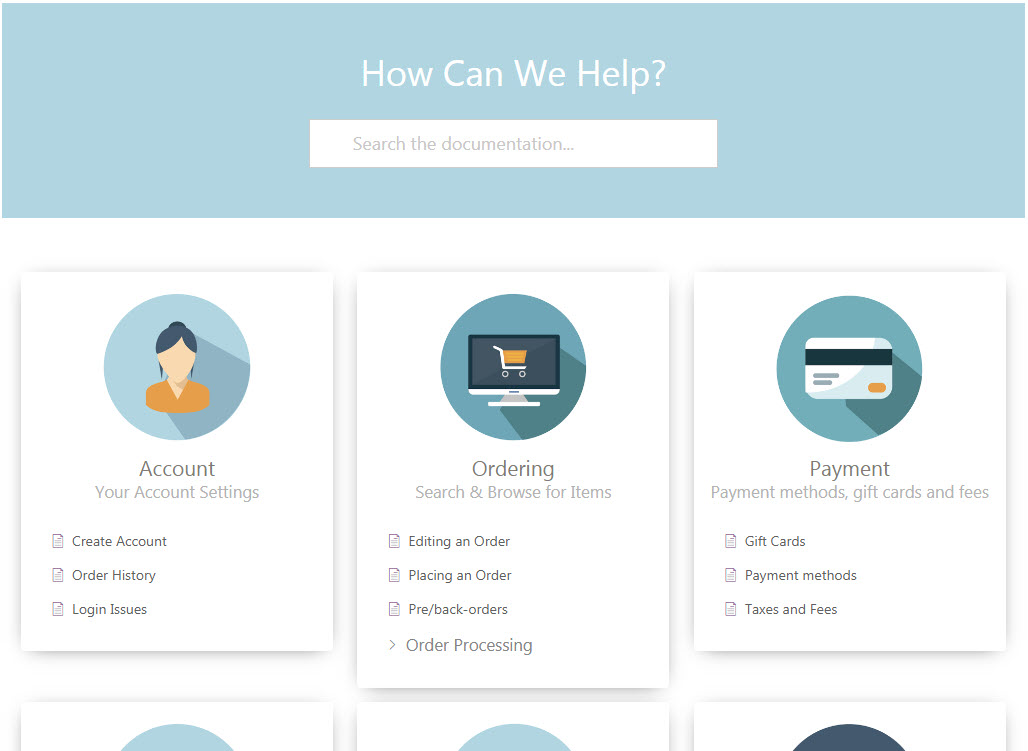 How Can We Help?
Search the documentation...
Account
Your Account Settings
Create Account
Order History
Login Issues
Ordering
Search & Browse for Items
Editing an Order
Placing an Order
Pre/back-orders
Order Processing
Payment
Payment methods, gift cards and fees
Gift Cards
Payment methods
Taxes and Fees